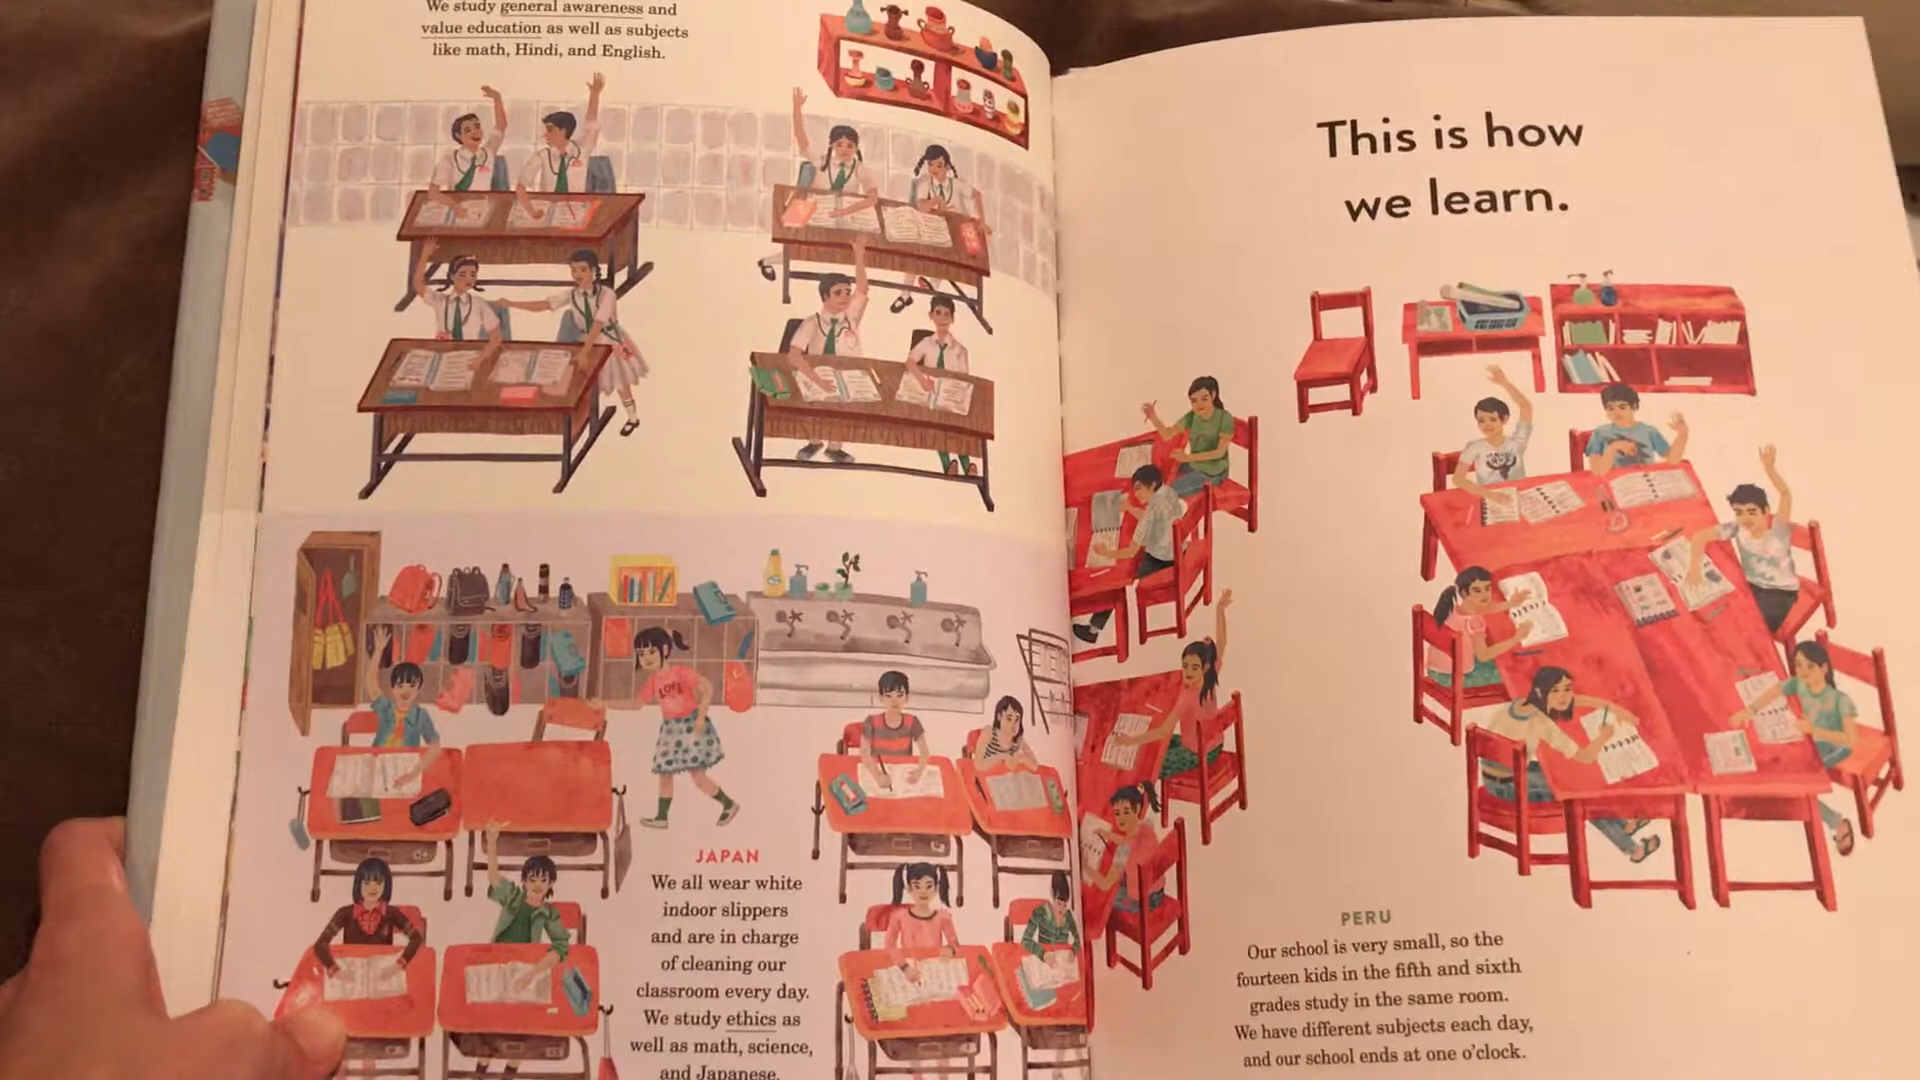 We study general awareness and
value education as well as subjects
like math, Hindi, and English.
LOVE
JAPAN
We all wear white
indoor slippers
and are in charge
of cleaning our
classroom every day.
We study ethics as
well as math, science,
and Japanese.
This is how
we learn.
PERU
Our school is very small, so the
fourteen kids in the fifth and sixth
grades study in the same room.
We have different subjects each day,
and our school ends at one o'clock.